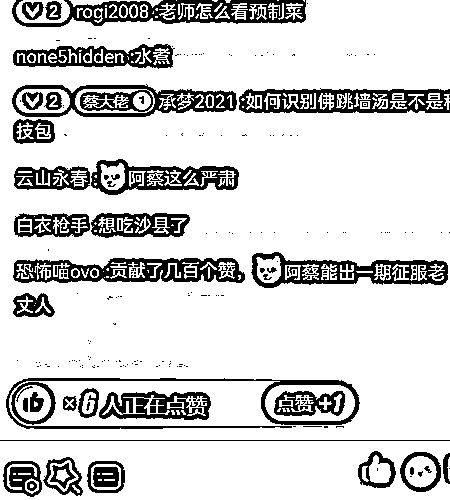 2 rogi2008 :老师怎么看预制菜
none5hidden :水煮
2 蔡大佬 1 承梦2021 :如何识别佛跳墙汤是不是科
技包
云山永春 :阿蔡这么严肃
白衣枪手 :想吃沙县了
恐怖喵ovo :贡献了几百个赞，阿蔡能出一期征服老
丈人
×6人正在点赞 点赞+1